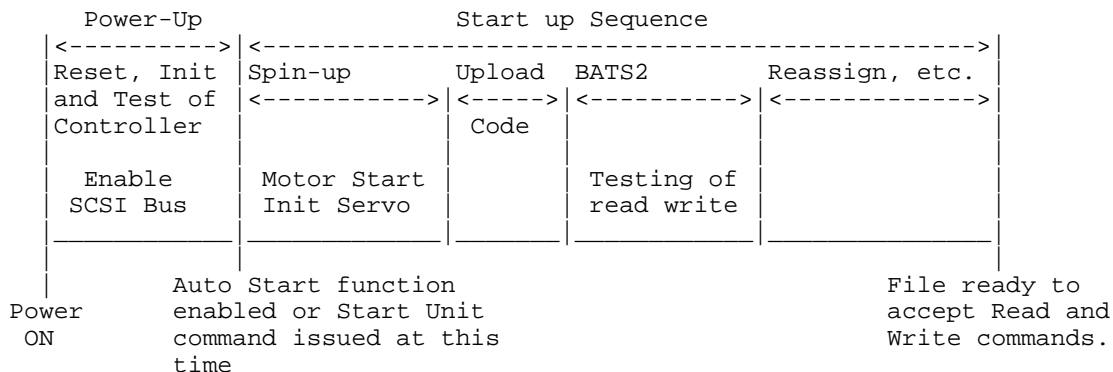 Power-Up Start up Sequence
|<---------->|<------------------------------------------------>|
Reset, Init Spin-up Upload BATS2 Reassign, etc.
and Test of |<----------->|<----->|<---------->|<------------->|
Controller Code
Enable Motor Start Testing of
SCSI Bus Init Servo read write
Auto Start function File ready to
Power enabled or Start Unit accept Read and
ON command issued at this Write commands.
time